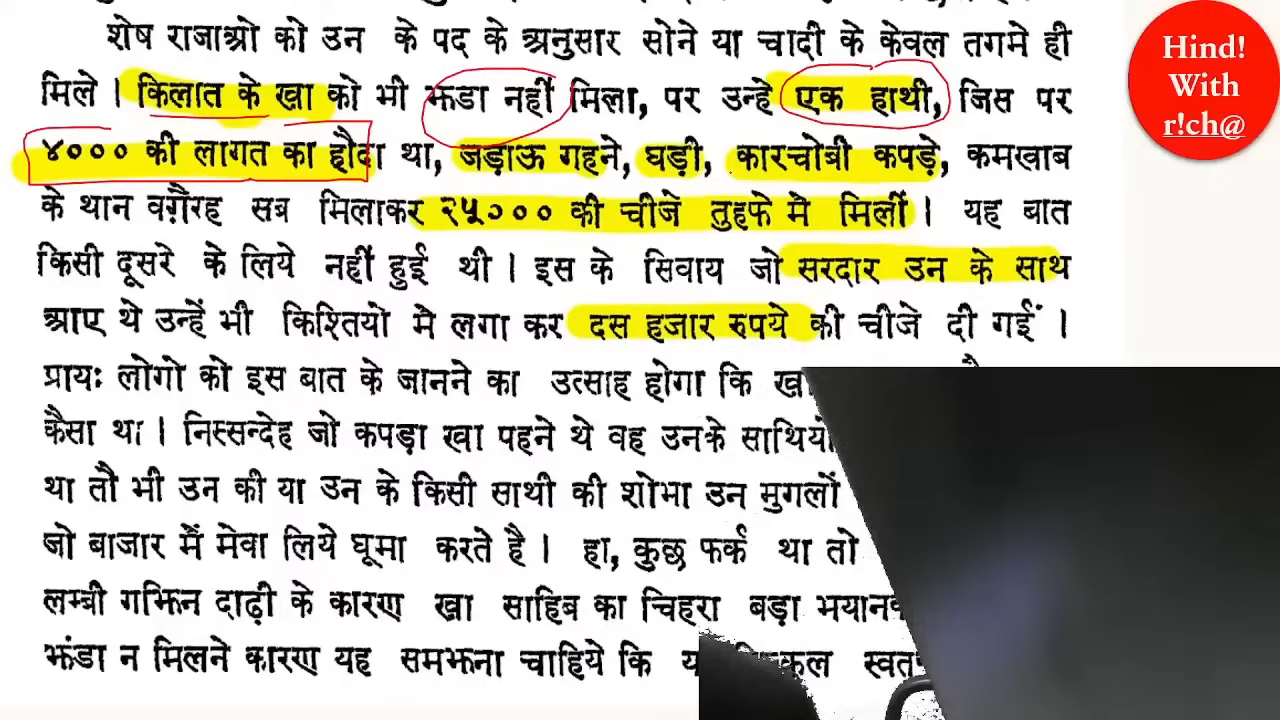 शेष राजाओ को उन के पद के अनुसार सोने या चादी के केवल तगमे ही
मिले । किलात के खा को भी झडा नहीं मिला, पर उन्हे एक हाथी, जिस पर
४००० की लागत का हौदा था, जड़ाऊ गहने, घड़ी, कारचोबी कपड़े, कमखाब
के थान वग़ैरह सब मिलाकर २५००० की चीजे तुहफे मे मिलीं । यह बात
किसी दूसरे के लिये नहीं हुई थी । इस के सिवाय जो सरदार उन के साथ
आए थे उन्हें भी किश्तियो मे लगा कर दस हजार रुपये की चीजे दी गईं ।
प्रायः लोगो को इस बात के जानने का उत्साह होगा कि
कैसा था । निस्सन्देह जो कपड़ा खा पहने थे वह उनके साथियो
था तौ भी उन की या उन के किसी साथी की शोभा उन मुगलों
जो बाजार मैं मेवा लिये घूमा करते है । हा, कुछ फर्क था तो
लम्बी गझिन दाढ़ी के कारण खा साहिब का चिहरा बड़ा
झंडा न मिलने कारण यह समझना चाहिये कि
Hind!
With
r!ch@